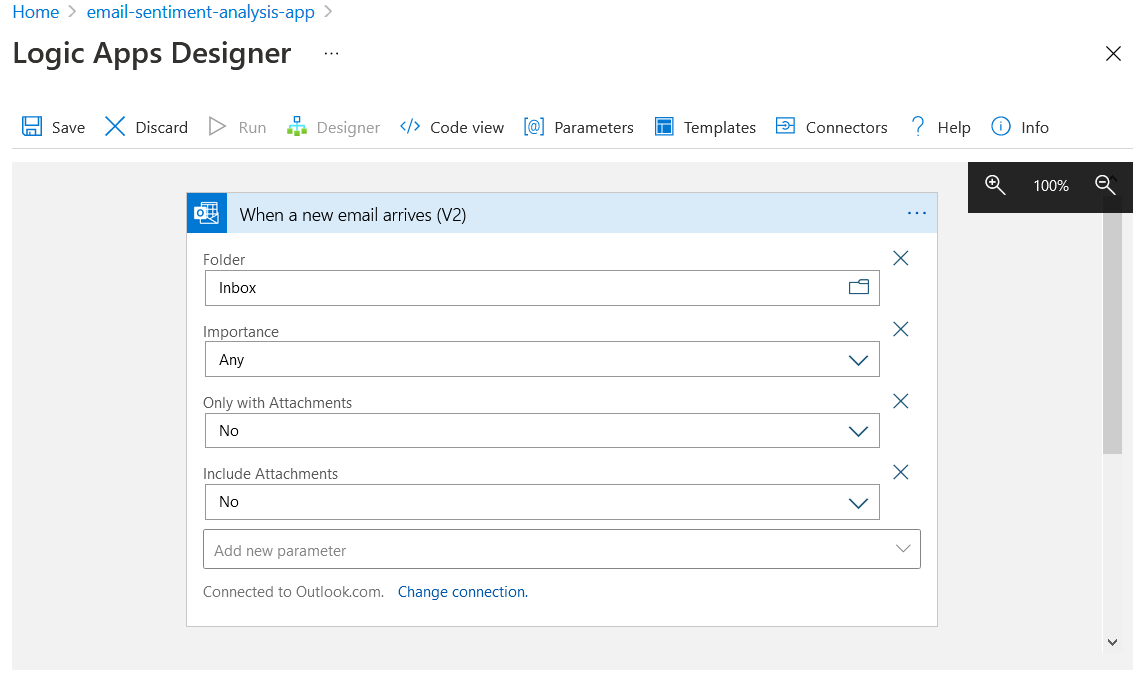 Home > email-sentiment-analysis-app >
Logic Apps Designer ...
Save Discard Run Designer Code view Parameters Templates Connectors Help Info
100%
When a new email arrives (V2) ...
Folder
Inbox
Importance
Any
Only with Attachments
No
Include Attachments
No
Add new parameter
Connected to Outlook.com. Change connection.